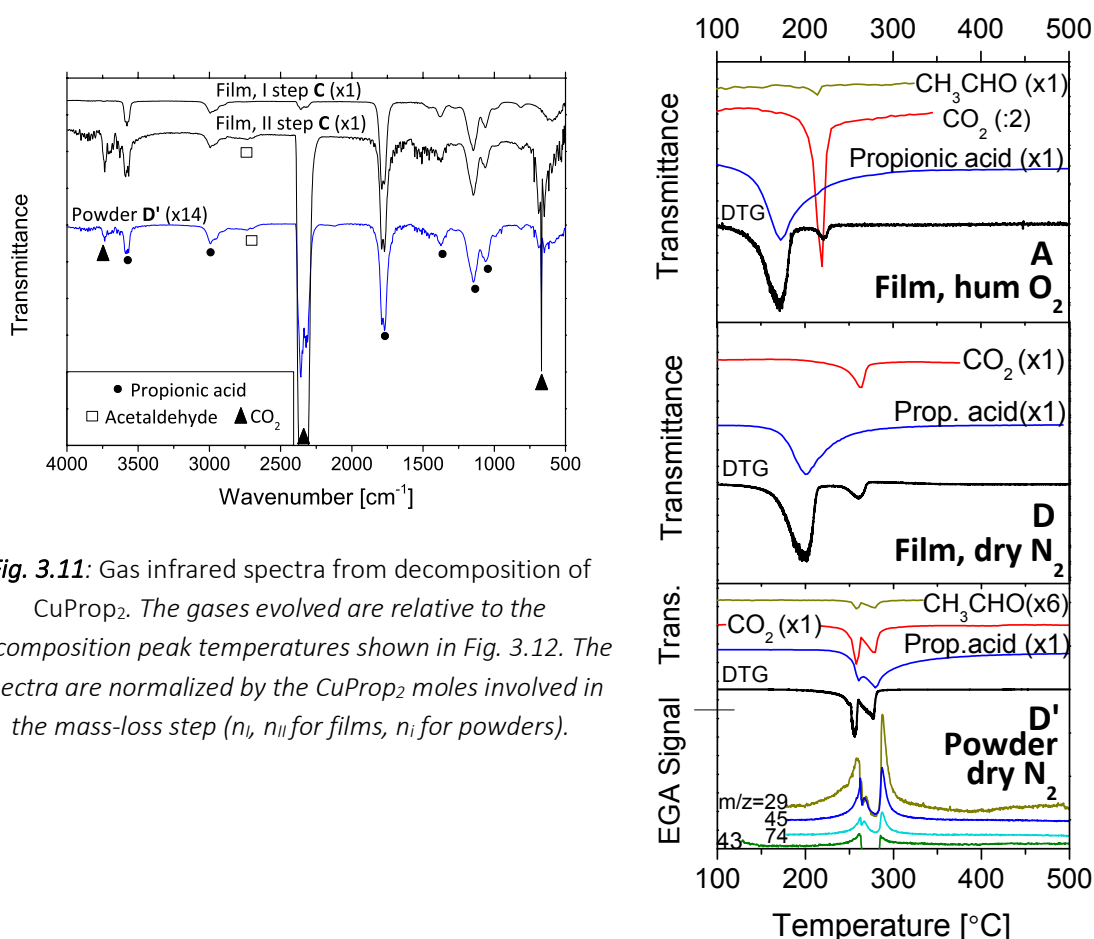 Film, I step C (x1)
Film, II step C (x1)
Powder D' (x14)
Transmittance
Propionic acid
Acetaldehyde CO2
4000 3500 3000 2500 2000 1500 1000 500
Wavenumber [cm-1]
Fig. 3.11: Gas infrared spectra from decomposition of
CuProp2. The gases evolved are relative to the
peak temperatures shown in Fig. 3.12. The
are normalized by the CuProp2 moles involved in
the mass-loss step (nI, nII for films, ni for powders).
100 200 300 400 500
Transmittance
CH3CHO (x1)
CO2 (:2)
Propionic acid (x1)
DTG
A
Film, hum O2
Transmittance
CO2 (x1)
Prop. acid(x1)
DTG
D
Film, dry N2
Trans.
CH3CHO(x6)
CO2 (x1)
Prop.acid (x1)
DTG
D'
Powder
dry N2
EGA Signal
m/z=29
45
74
43
100 200 300 400 500
Temperature [°C]